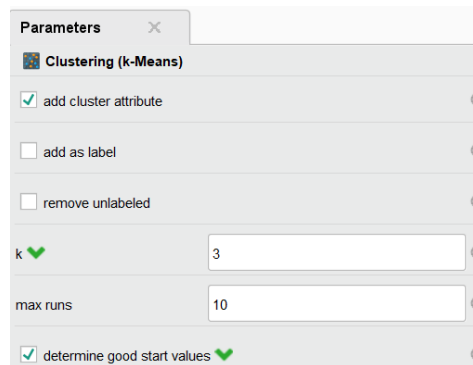 Parameters
Clustering (k-Means)
add cluster attribute
add as label
remove unlabeled
k 3
max runs 10
determine good start values